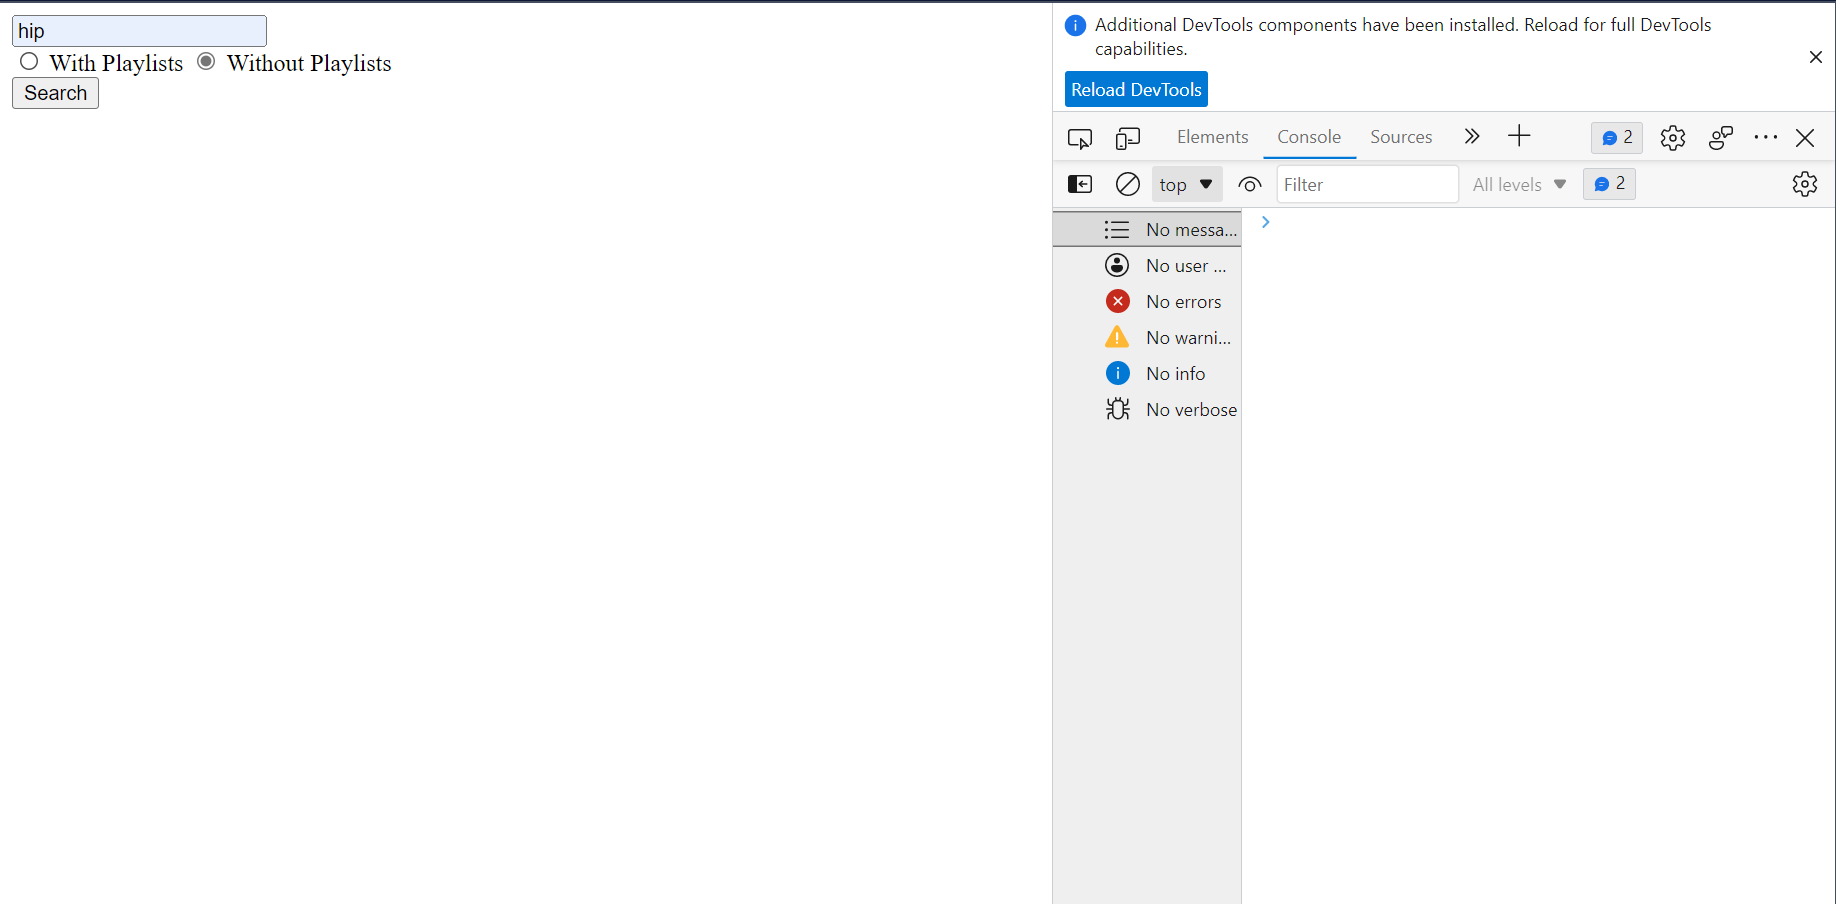 hip
With Playlists Without Playlists
Search
Additional DevTools components have been installed. Reload for full DevTools
capabilities.
Reload DevTools
Elements Console Sources 2
top Filter All levels 2
No messa...
No user ...
No errors
No warni...
No info
No verbose